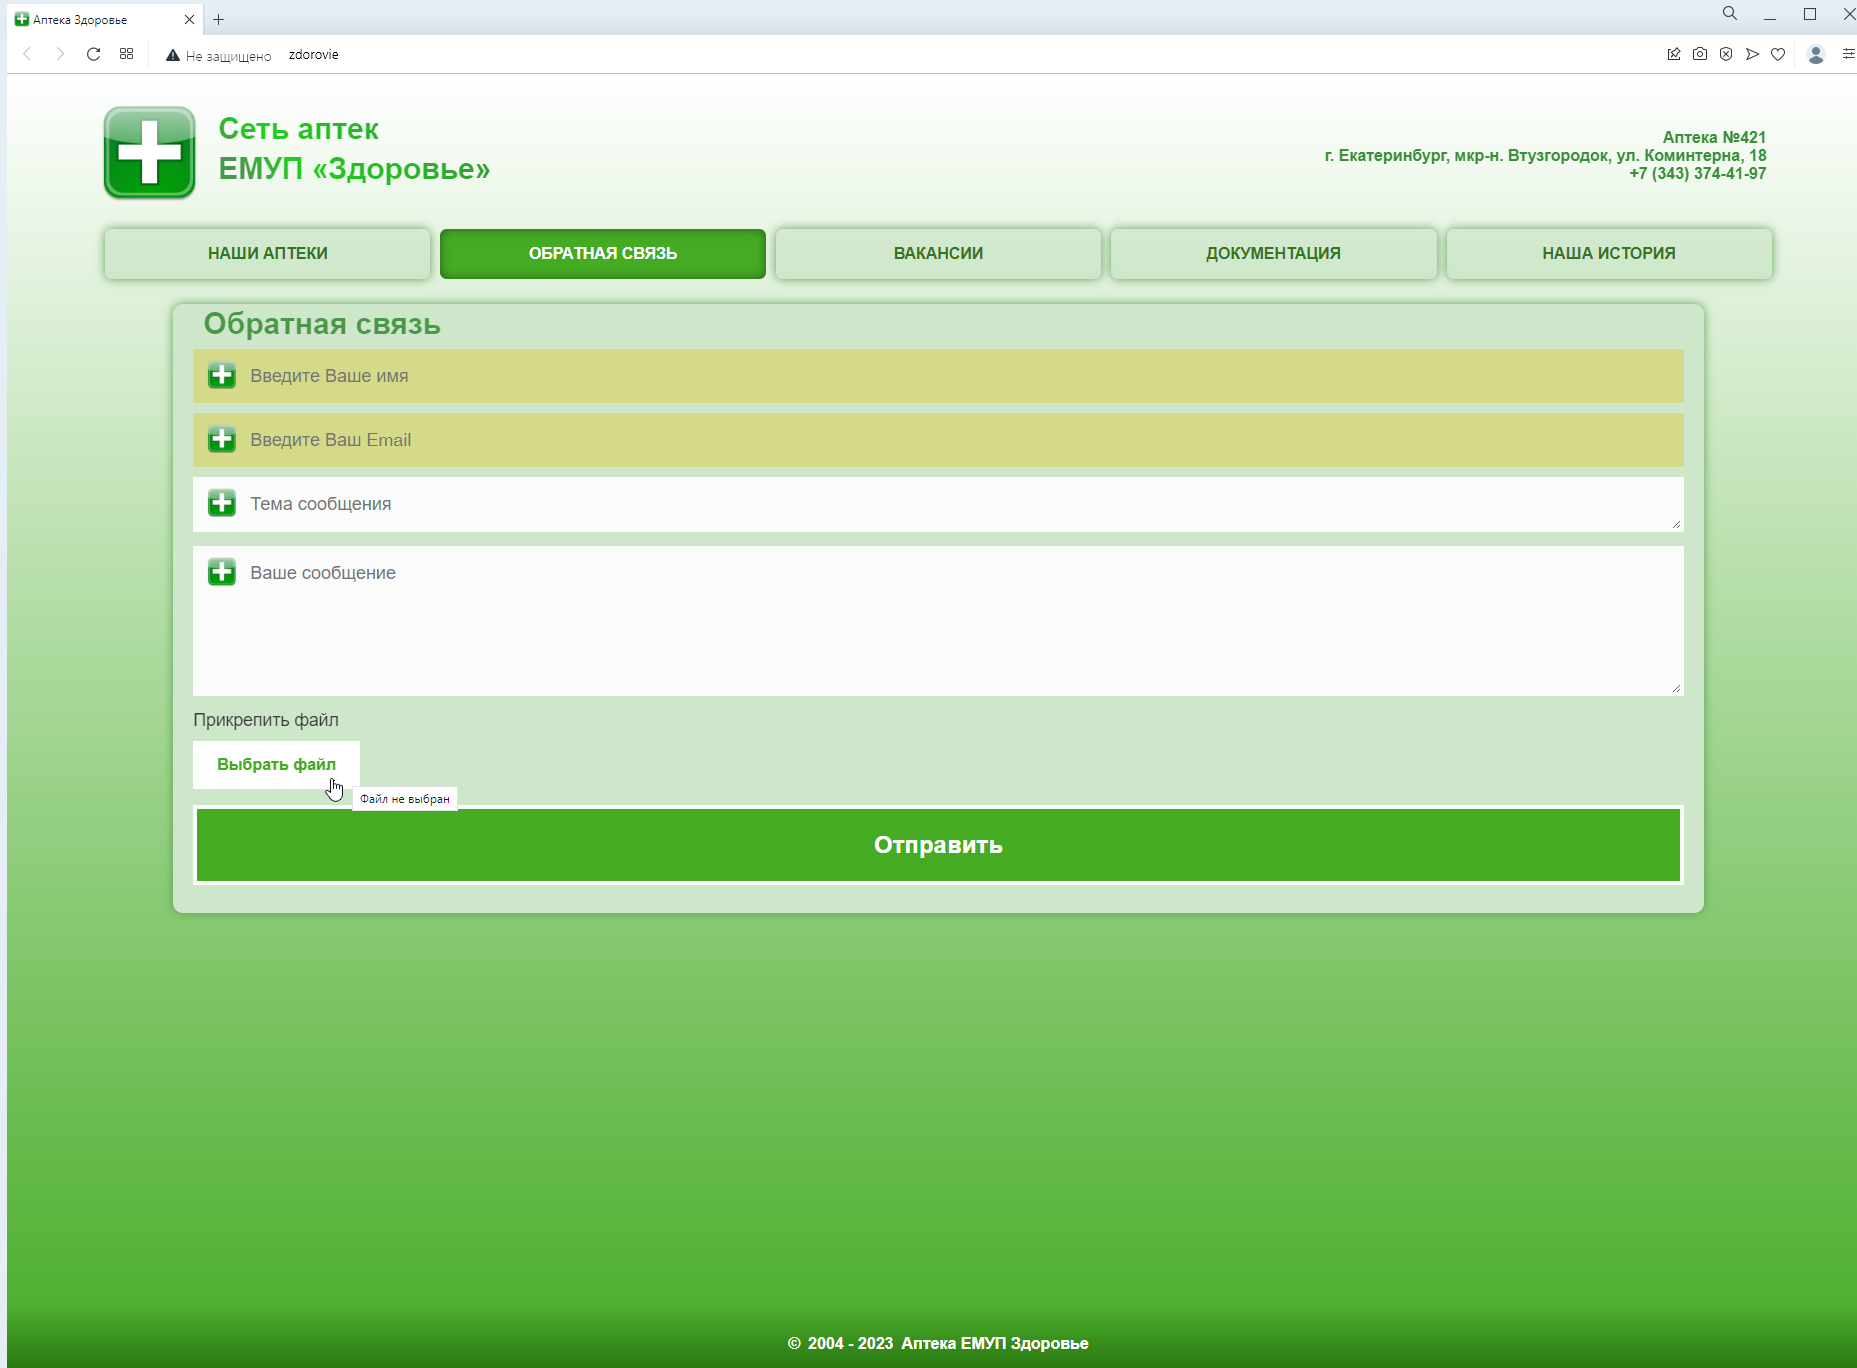 Аптека Здоровье
Не защищено zdorovie
Сеть аптек
ЕМУП «Здоровье»
Аптека №421
г. Екатеринбург, мкр-н. Втузгородок, ул. Коминтерна, 18
+7 (343) 374-41-97
НАШИ АПТЕКИ
ОБРАТНАЯ СВЯЗЬ
ВАКАНСИИ
ДОКУМЕНТАЦИЯ
НАША ИСТОРИЯ
Обратная связь
Введите Ваше имя
Введите Ваш Email
Тема сообщения
Ваше сообщение
Прикрепить файл
Выбрать файл
Файл не выбран
Отправить
© 2004 - 2023 Аптека ЕМУП Здоровье